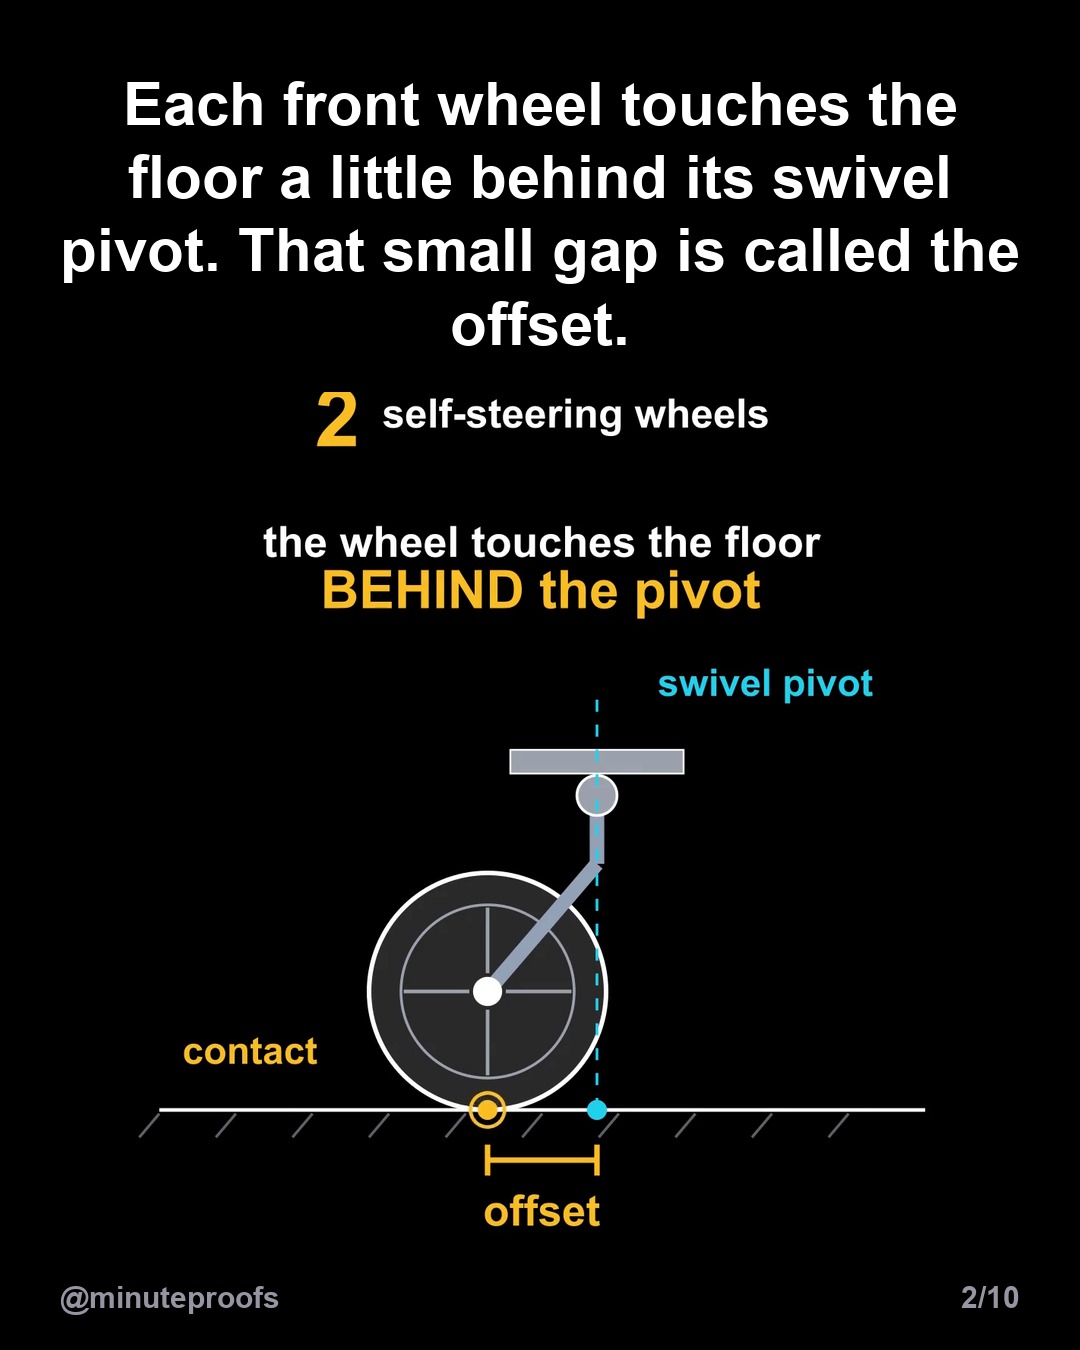 Each front wheel touches the
floor a little behind its swivel
pivot. That small gap is called the
offset.
2 self-steering wheels
the wheel touches the floor
BEHIND the pivot
swivel pivot
contact
offset
@minuteproofs
2/10